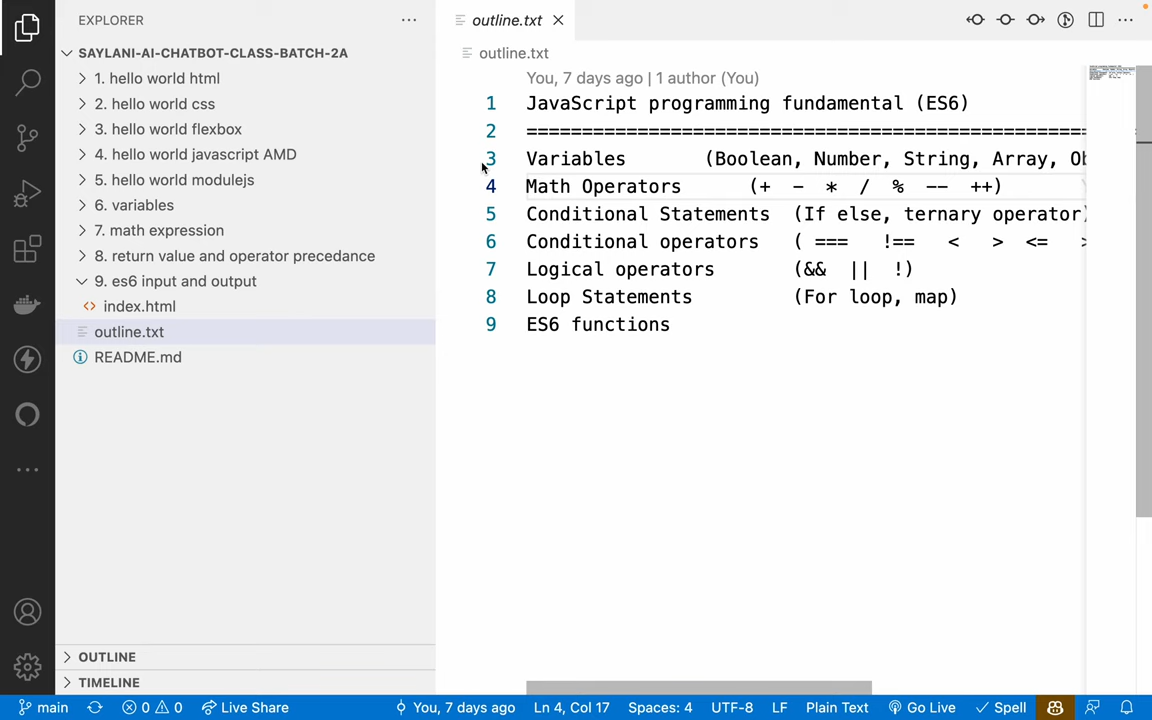 EXPLORER
SAYLANI-AI-CHATBOT-CLASS-BATCH-2A
1. hello world html
2. hello world css
3. hello world flexbox
4. hello world javascript AMD
5. hello world modulejs
6. variables
7. math expression
8. return value and operator precedance
9. es6 input and output
index.html
outline.txt
README.md
OUTLINE
TIMELINE
outline.txt
outline.txt
You, 7 days ago | 1 author (You)
1 JavaScript programming fundamental (ES6)
2 ===================================================
3 Variables (Boolean, Number, String, Array, Ob
4 Math Operators (+ - * / % -- ++)
5 Conditional Statements (If else, ternary operator)
6 Conditional operators ( === !== < > <= >
7 Logical operators (&& || !)
8 Loop Statements (For loop, map)
9 ES6 functions
main 0 0 Live Share You, 7 days ago Ln 4, Col 17 Spaces: 4 UTF-8 LF Plain Text Go Live Spell